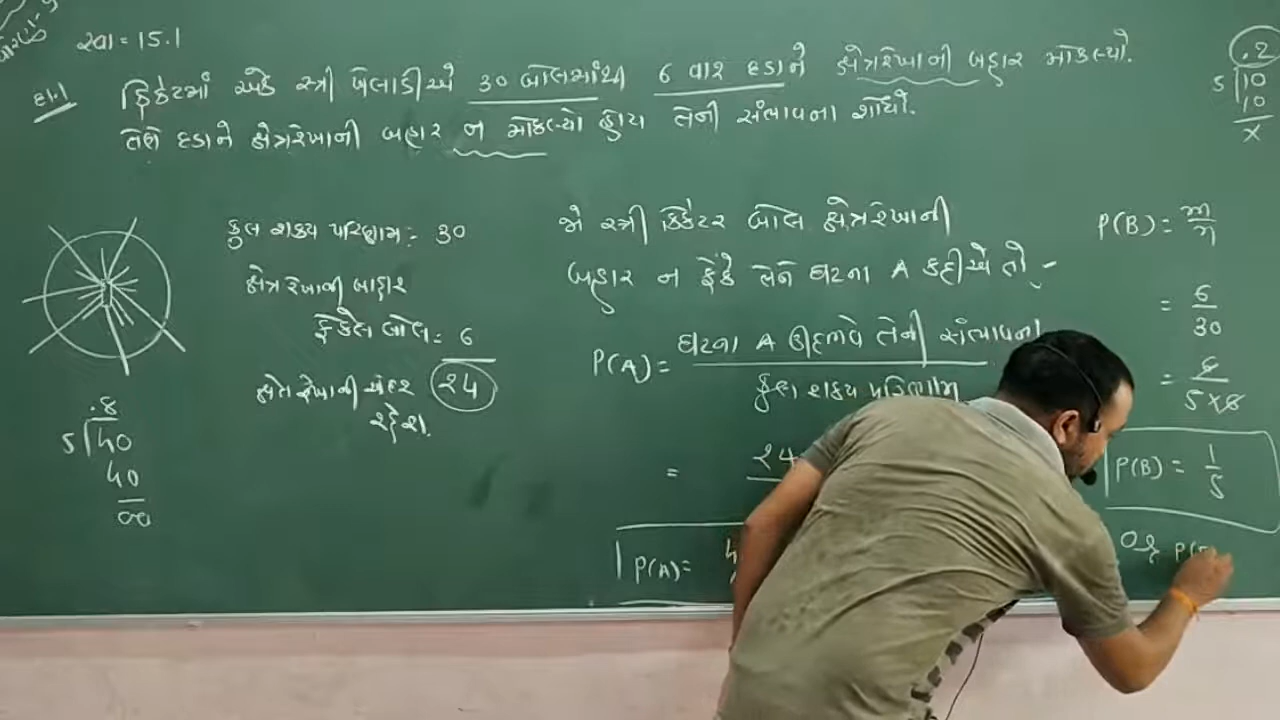 સ્વા = 15.1
દા.1 ક્રિકેટમાં એક સ્ત્રી ખેલાડીએ 30 બોલમાંથી 6 વાર દડાને ક્ષેત્રરેખાની બહાર મોકલ્યો.
તેણે દડાને ક્ષેત્રરેખાની બહાર ન મોકલ્યો હોય તેની સંભાવના શોધો.
.2
5 10
10
x
કુલ શક્ય પરિણામ = 30
ક્ષેત્રરેખાની બહાર
ફેંકેલ બોલ = 6
ક્ષેત્રરેખાની અંદર ૨૪
રહેશે.
.8
5 40
40
00
જો સ્ત્રી ક્રિકેટર બોલ ક્ષેત્રરેખાની
બહાર ન ફેંકે તેને ઘટના A કહીએ તો -
P(A) = ઘટના A ઉદ્ભવે તેની સંભાવના
કુલ શક્ય પરિણામ
= ૨૪
P(A) =
P(B) = m/n
= 6/30
= 6/5×6
P(B) = 1/5